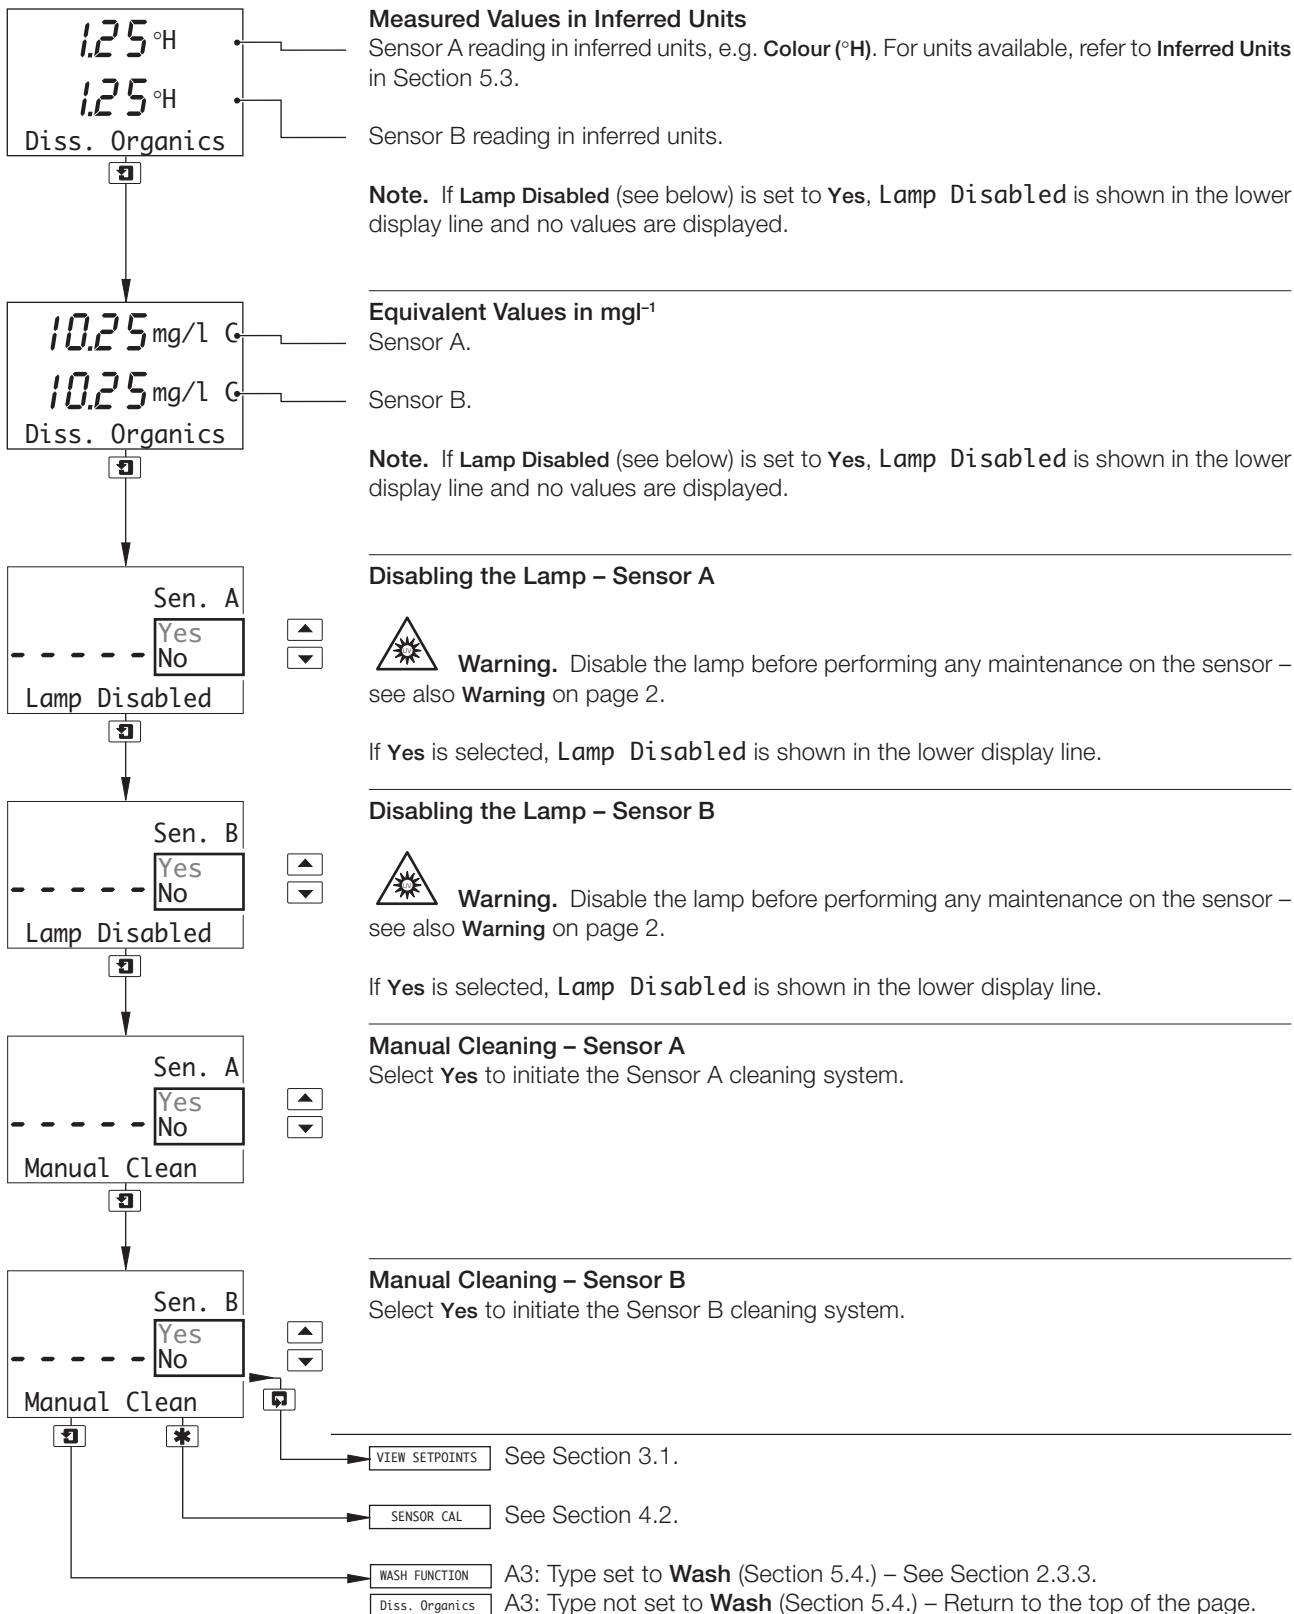 Measured Values in Inferred Units
1.25 °H
Sensor A reading in inferred units, e.g. Colour (°H). For units available, refer to Inferred Units
in Section 5.3.
1.25 °H
Sensor B reading in inferred units.
Diss. Organics
Note. If Lamp Disabled (see below) is set to Yes, Lamp Disabled is shown in the lower
display line and no values are displayed.
Equivalent Values in mgl⁻¹
10.25 mg/l C
Sensor A.
10.25 mg/l C
Sensor B.
Diss. Organics
Note. If Lamp Disabled (see below) is set to Yes, Lamp Disabled is shown in the lower
display line and no values are displayed.
Disabling the Lamp – Sensor A
Sen. A
Yes
- - - - - No
Lamp Disabled
UV
Warning. Disable the lamp before performing any maintenance on the sensor –
see also Warning on page 2.
If Yes is selected, Lamp Disabled is shown in the lower display line.
Disabling the Lamp – Sensor B
Sen. B
Yes
- - - - - No
Lamp Disabled
UV
Warning. Disable the lamp before performing any maintenance on the sensor –
see also Warning on page 2.
If Yes is selected, Lamp Disabled is shown in the lower display line.
Manual Cleaning – Sensor A
Select Yes to initiate the Sensor A cleaning system.
Sen. A
Yes
- - - - - No
Manual Clean
Manual Cleaning – Sensor B
Select Yes to initiate the Sensor B cleaning system.
Sen. B
Yes
- - - - - No
Manual Clean
VIEW SETPOINTS See Section 3.1.
SENSOR CAL See Section 4.2.
WASH FUNCTION A3: Type set to Wash (Section 5.4.) – See Section 2.3.3.
Diss. Organics A3: Type not set to Wash (Section 5.4.) – Return to the top of the page.